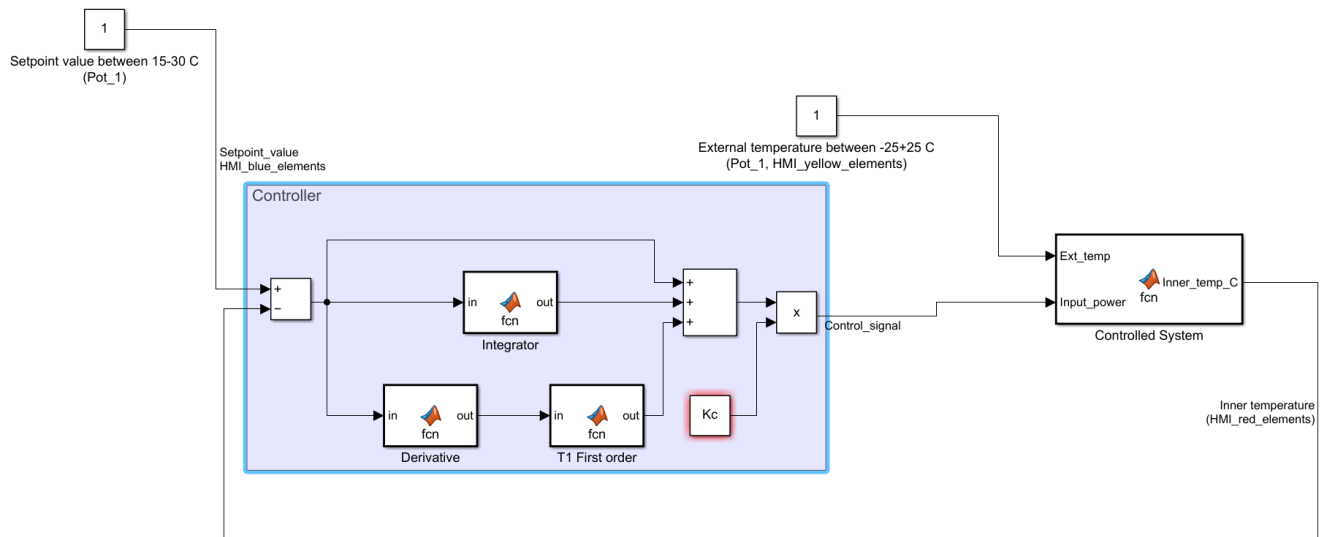 1
Setpoint value between 15-30 C
(Pot_1)
1
External temperature between -25+25 C
(Pot_1, HMI_yellow_elements)
Setpoint_value
HMI_blue_elements
Controller
+
−
in
out
fcn
Integrator
+
+
+
x
Control_signal
in
out
fcn
Derivative
in
out
fcn
T1 First order
Kc
Ext_temp
Input_power
Inner_temp_C
fcn
Controlled System
Inner temperature
(HMI_red_elements)